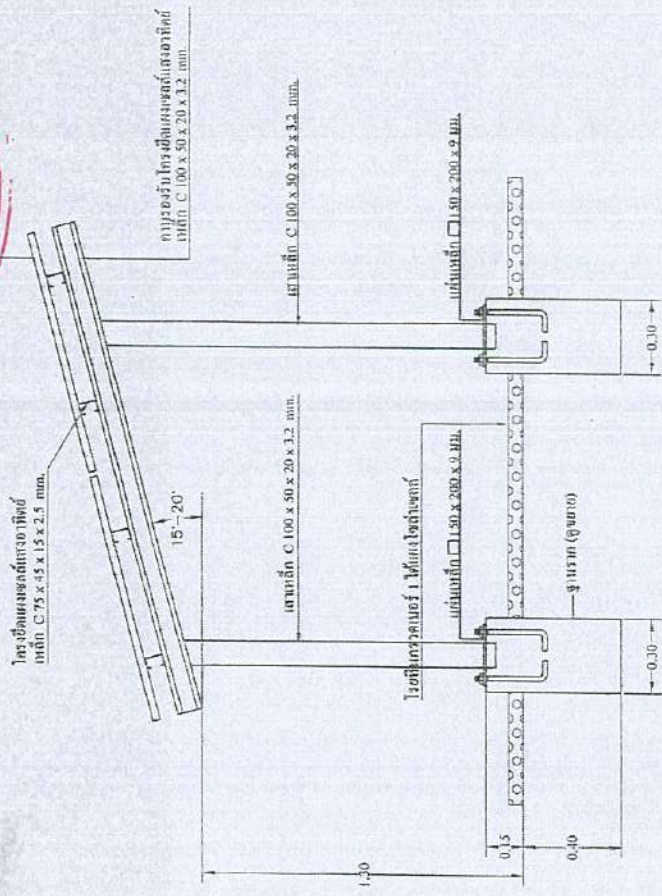 โครงยึดแผงเซลล์แสงอาทิตย์
เหล็ก C 75 x 45 x 15 x 2.5 mm.
คานรองรับโครงยึดแผงเซลล์แสงอาทิตย์
เหล็ก C 100 x 50 x 20 x 3.2 mm.
15°-20°
เสาเหล็ก C 100 x 50 x 20 x 3.2 mm.
เสาเหล็ก C 100 x 50 x 20 x 3.2 mm.
โรยหินเกร็ดเบอร์ 1 ใต้แผงโซล่าเซลล์
แผ่นเหล็ก 150 x 200 x 9 มม.
แผ่นเหล็ก 150 x 200 x 9 มม.
ฐานราก (ดูขยาย)
1.30
0.15
0.40
0.30
0.30